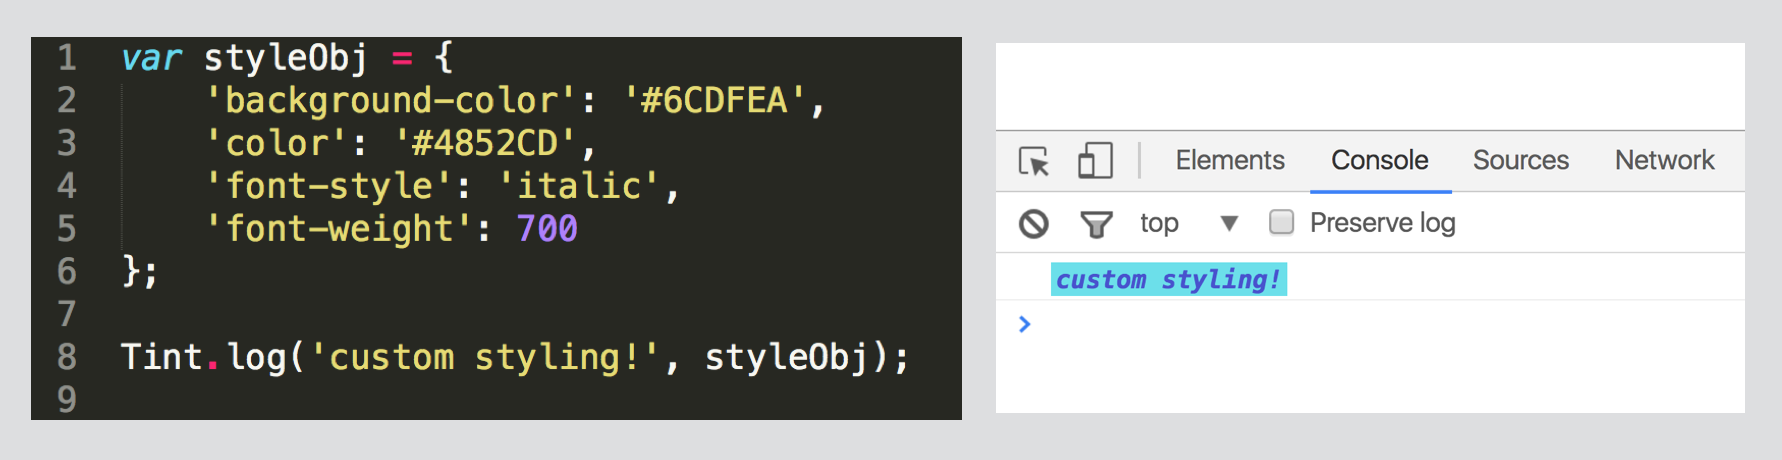 1 var styleObj = {
2 'background-color': '#6CDFEA',
3 'color': '#4852CD',
4 'font-style': 'italic',
5 'font-weight': 700
6 };
7
8 Tint.log('custom styling!', styleObj);
9
Elements Console Sources Network
top ▼ Preserve log
custom styling!
>